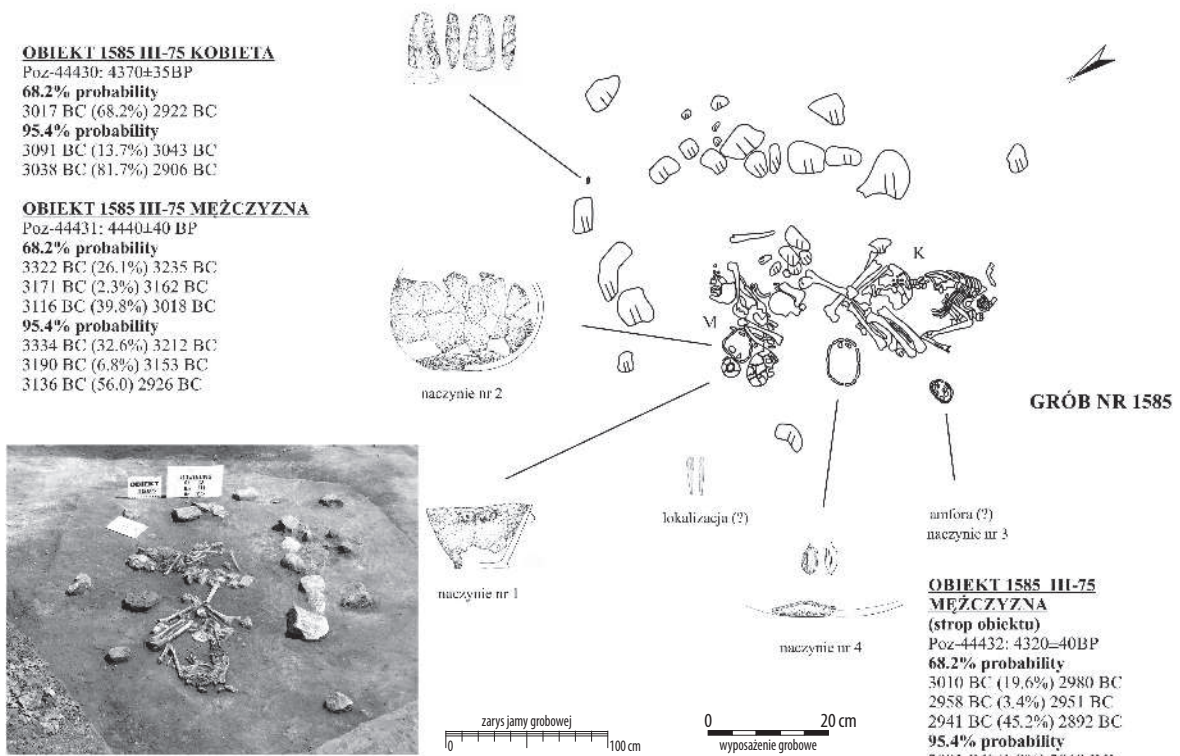 OBIEKT 1585 III-75 KOBIETA
Poz-44430: 4370±35BP
68.2% probability
3017 BC (68.2%) 2922 BC
95.4% probability
3091 BC (13.7%) 3043 BC
3038 BC (81.7%) 2906 BC
OBIEKT 1585 III-75 MĘŻCZYZNA
Poz-44431: 4440±40 BP
68.2% probability
3322 BC (26.1%) 3235 BC
3171 BC (2.3%) 3162 BC
3116 BC (39.8%) 3018 BC
95.4% probability
3334 BC (32.6%) 3212 BC
3190 BC (6.8%) 3153 BC
3136 BC (56.0) 2926 BC
K
M
naczynie nr 2
GRÓB NR 1585
OBIEKT
lokalizacja (?)
amfora (?)
naczynie nr 3
naczynie nr 1
naczynie nr 4
OBIEKT 1585 III-75
MĘŻCZYZNA
(strop obiektu)
Poz-44432: 4320±40BP
68.2% probability
3010 BC (19,6%) 2980 BC
2958 BC (3.4%) 2951 BC
2941 BC (45.2%) 2892 BC
95.4% probability
zarys jamy grobowej
0 100 cm
0 20 cm
wyposażenie grobowe